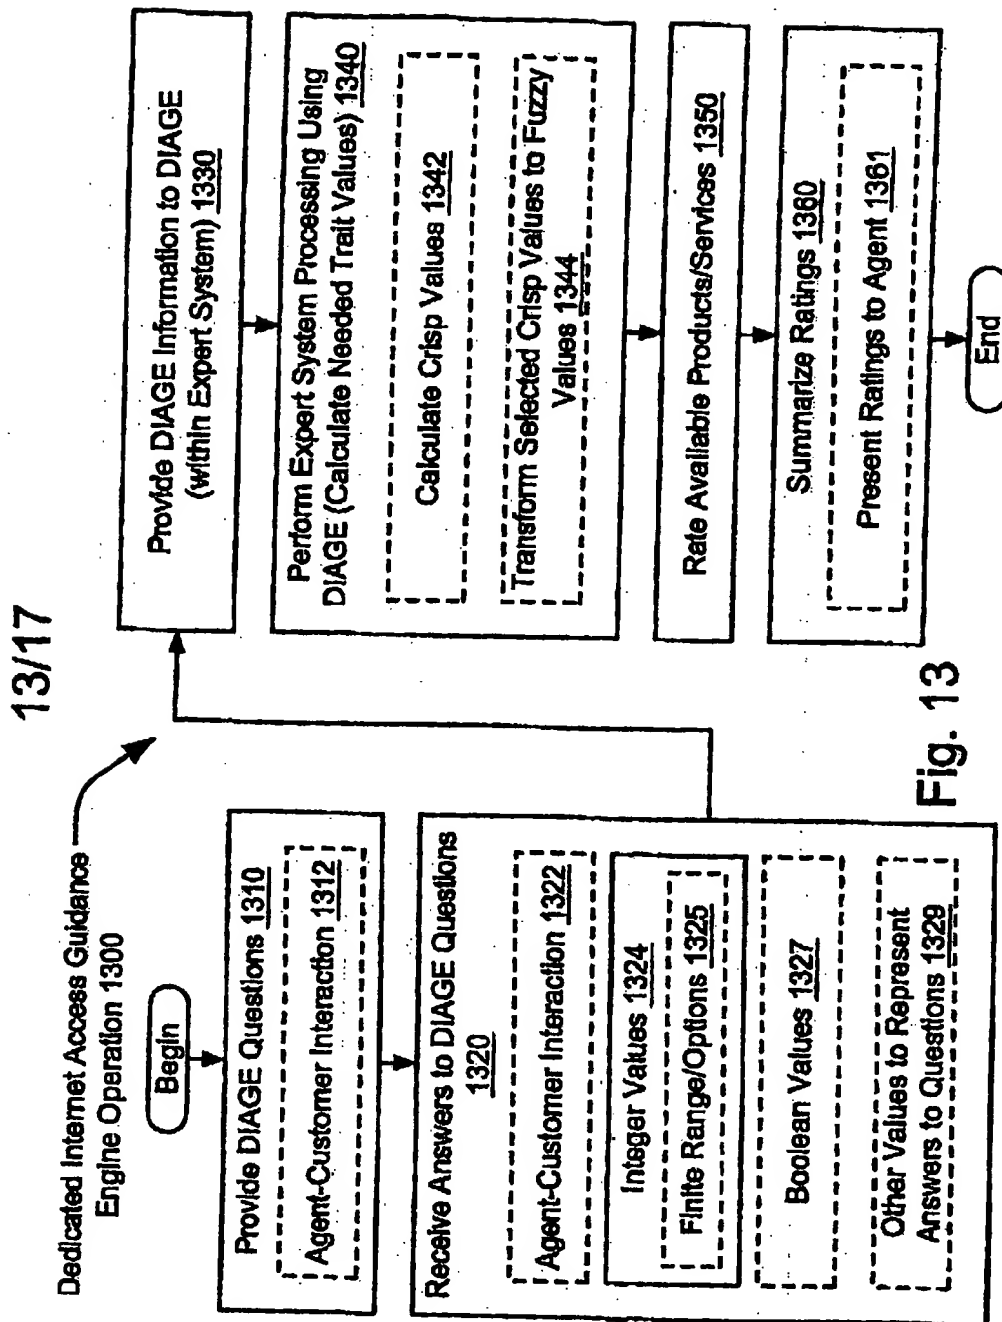 13/17
Dedicated Internet Access Guidance
Engine Operation 1300
Begin
Provide DIAGE Questions 1310
Agent-Customer Interaction 1312
Receive Answers to DIAGE Questions
1320
Agent-Customer Interaction 1322
Integer Values 1324
Finite Range/Options 1325
Boolean Values 1327
Other Values to Represent
Answers to Questions 1329
Provide DIAGE Information to DIAGE
(within Expert System) 1330
Perform Expert System Processing Using
DIAGE (Calculate Needed Trait Values) 1340
Calculate Crisp Values 1342
Transform Selected Crisp Values to Fuzzy
Values 1344
Rate Available Products/Services 1350
Summarize Ratings 1360
Present Ratings to Agent 1361
End
Fig. 13